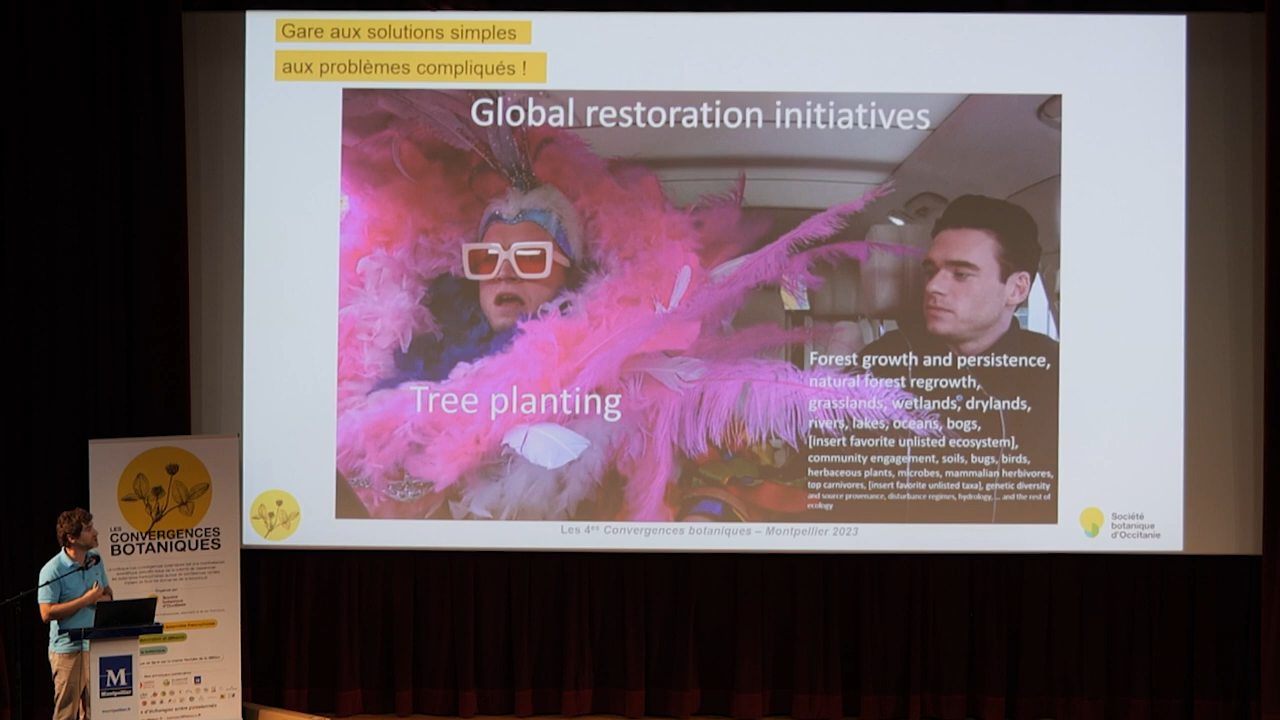 Gare aux solutions simples
aux problèmes compliqués !
Global restoration initiatives
Tree planting
Forest growth and persistence,
natural forest regrowth,
grasslands, wetlands, drylands,
rivers, lakes, oceans, bogs,
[insert favorite unlisted ecosystem],
community engagement, soils, bugs, birds,
herbaceous plants, microbes, mammalian herbivores,
top carnivores, [insert favorite unlisted taxa], genetic diversity
and source provenance, disturbance regimes, hydrology, ... and the rest of
ecology
Les 4es Convergences botaniques – Montpellier 2023
Société
botanique
d'Occitanie
LES
CONVERGENCES
BOTANIQUES
Société
botanique
d'Occitanie
M
Montpellier